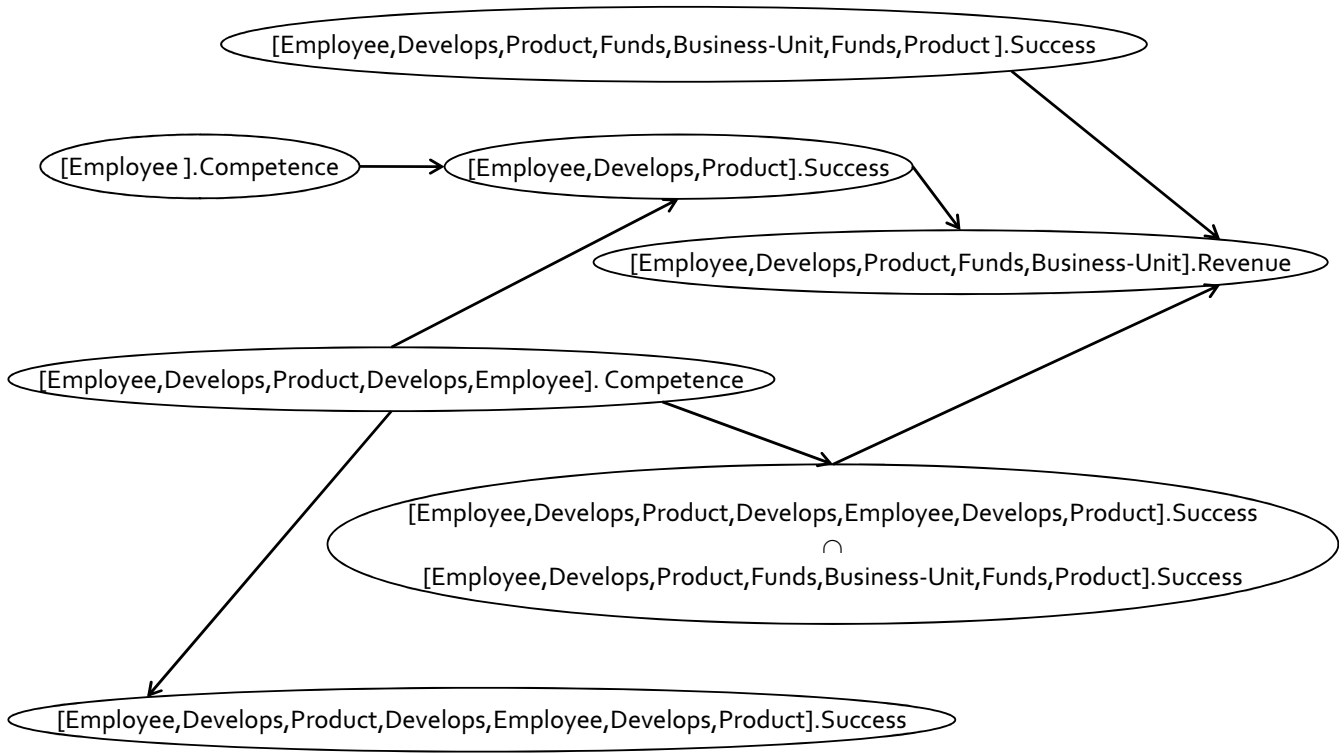 [Employee,Develops,Product,Funds,Business-Unit,Funds,Product ].Success
[Employee ].Competence
[Employee,Develops,Product].Success
[Employee,Develops,Product,Funds,Business-Unit].Revenue
[Employee,Develops,Product,Develops,Employee]. Competence
[Employee,Develops,Product,Develops,Employee,Develops,Product].Success
∩
[Employee,Develops,Product,Funds,Business-Unit,Funds,Product].Success
[Employee,Develops,Product,Develops,Employee,Develops,Product].Success